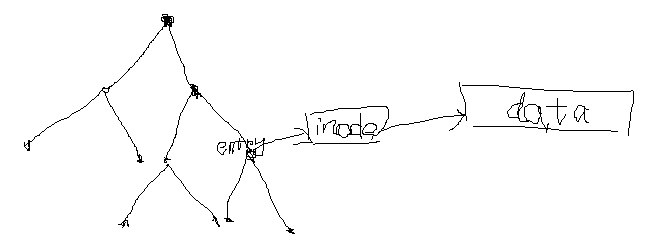 entry
inode
data